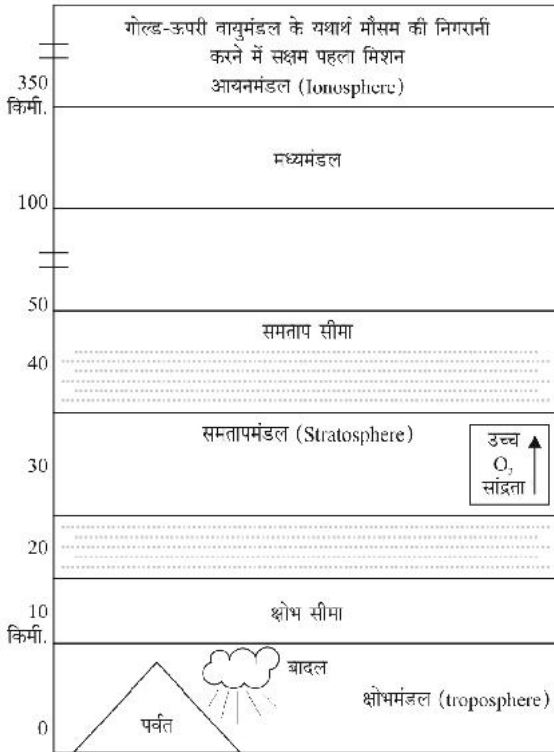 गोल्ड-ऊपरी वायुमंडल के यथार्थ मौसम की निगरानी
करने में सक्षम पहला मिशन
350
किमी.
आयनमंडल (Ionosphere)
मध्यमंडल
100
50
समताप सीमा
40
समतापमंडल (Stratosphere)
उच्च
O₃
सांद्रता
30
20
10
किमी.
क्षोभ सीमा
बादल
क्षोभमंडल (troposphere)
पर्वत
0